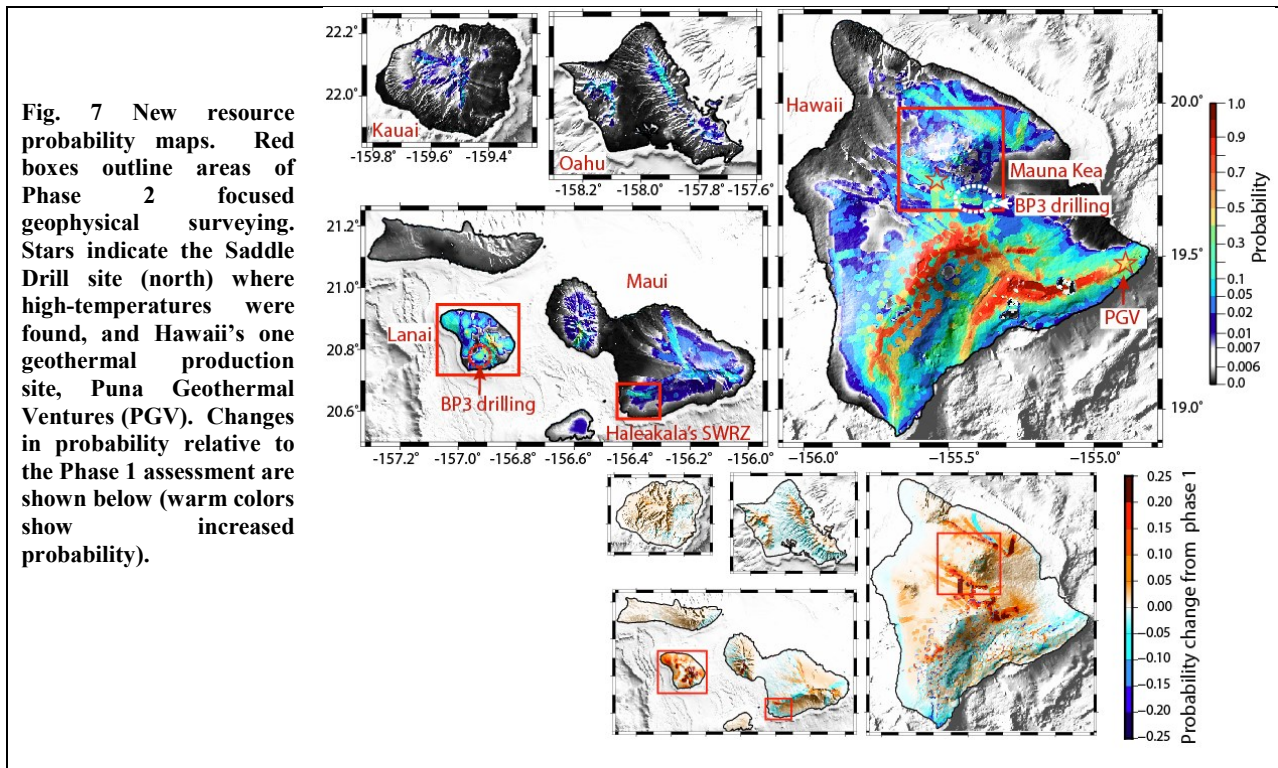 Fig. 7 New resource
probability maps. Red
boxes outline areas of
Phase 2 focused
geophysical surveying.
Stars indicate the Saddle
Drill site (north) where
high-temperatures were
found, and Hawaii's one
geothermal production
site, Puna Geothermal
Ventures (PGV). Changes
in probability relative to
the Phase 1 assessment are
shown below (warm colors
show increased
probability).
22.2°
22.0°
Kauai
-159.8 -159.6 -159.4
Oahu
-158.2 -158.0 -157.8 -157.6
21.2°
21.0°
20.8°
20.6°
Maui
Lanai
BP3 drilling
Haleakala's SWRZ
-157.2 -157.0 -156.8 -156.6 -156.4 -156.2 -156.0
Hawaii
Mauna Kea
BP3 drilling
PGV
20.0°
19.5°
19.0°
-156.0 -155.5 -155.0
1.0
0.9
0.7
0.5
0.3
0.1
0.05
0.02
0.01
0.007
0.006
0.0
Probability
0.25
0.20
0.15
0.10
0.05
0.00
-0.05
-0.10
-0.15
-0.20
-0.25
Probability change from phase 1